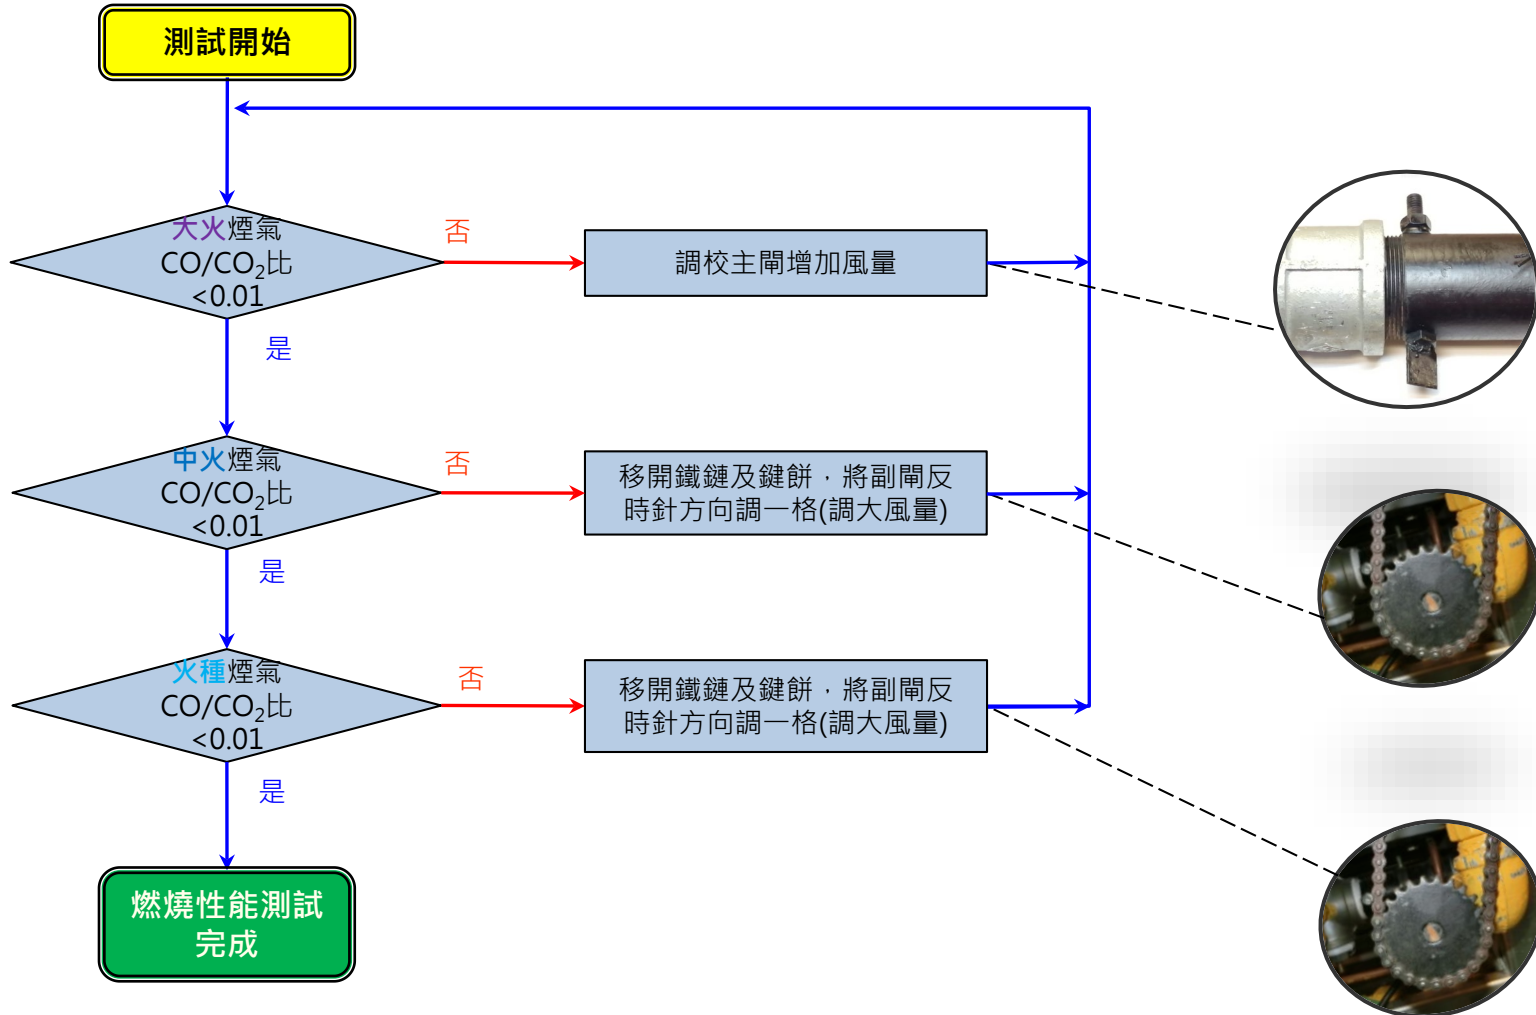 測試開始
大火煙氣
CO/CO₂比
<0.01
否
調校主閘增加風量
是
中火煙氣
CO/CO₂比
<0.01
否
移開鐵鏈及鍵餅，將副閘反
時針方向調一格(調大風量)
是
火種煙氣
CO/CO₂比
<0.01
否
移開鐵鏈及鍵餅，將副閘反
時針方向調一格(調大風量)
是
燃燒性能測試
完成